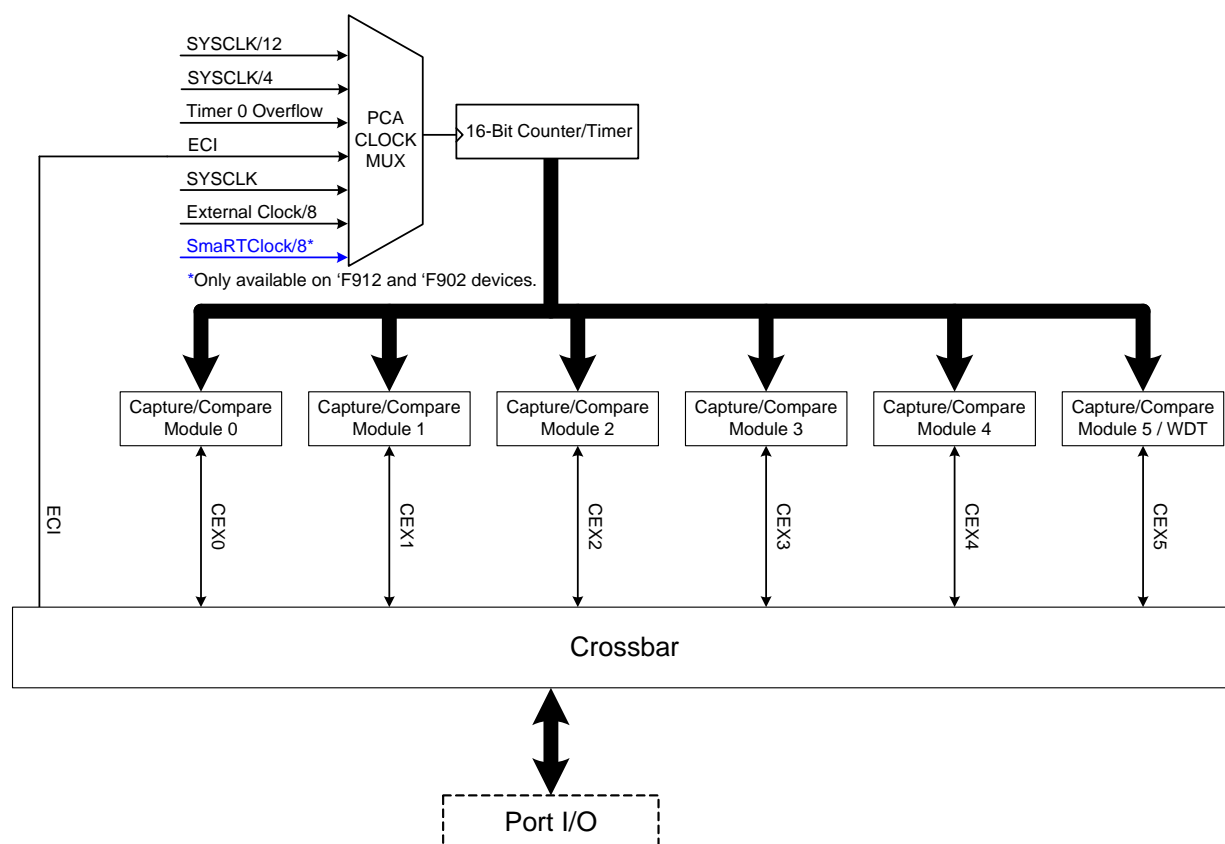 SYSCLK/12
SYSCLK/4
Timer 0 Overflow
ECI
SYSCLK
External Clock/8
SmaRTClock/8*
*Only available on ‘F912 and ‘F902 devices.
PCA
CLOCK
MUX
16-Bit Counter/Timer
Capture/Compare
Module 0
Capture/Compare
Module 1
Capture/Compare
Module 2
Capture/Compare
Module 3
Capture/Compare
Module 4
Capture/Compare
Module 5 / WDT
ECI
CEX0
CEX1
CEX2
CEX3
CEX4
CEX5
Crossbar
Port I/O